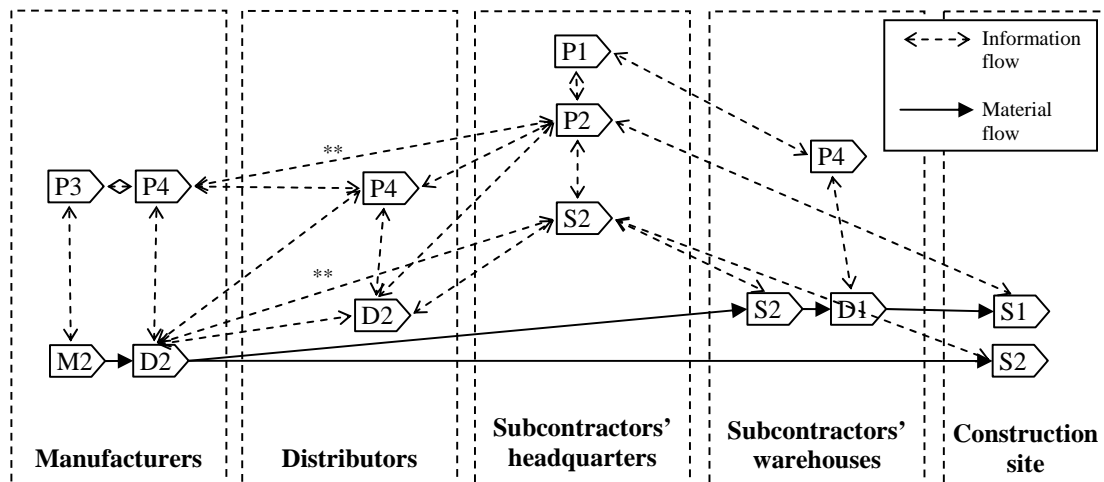 P1
Information
flow
P2
Material
flow
**
P4
P3
P4
P4
S2
**
D2
S2
D1
S1
M2
D2
S2
Manufacturers
Distributors
Subcontractors’
headquarters
Subcontractors’
warehouses
Construction
site